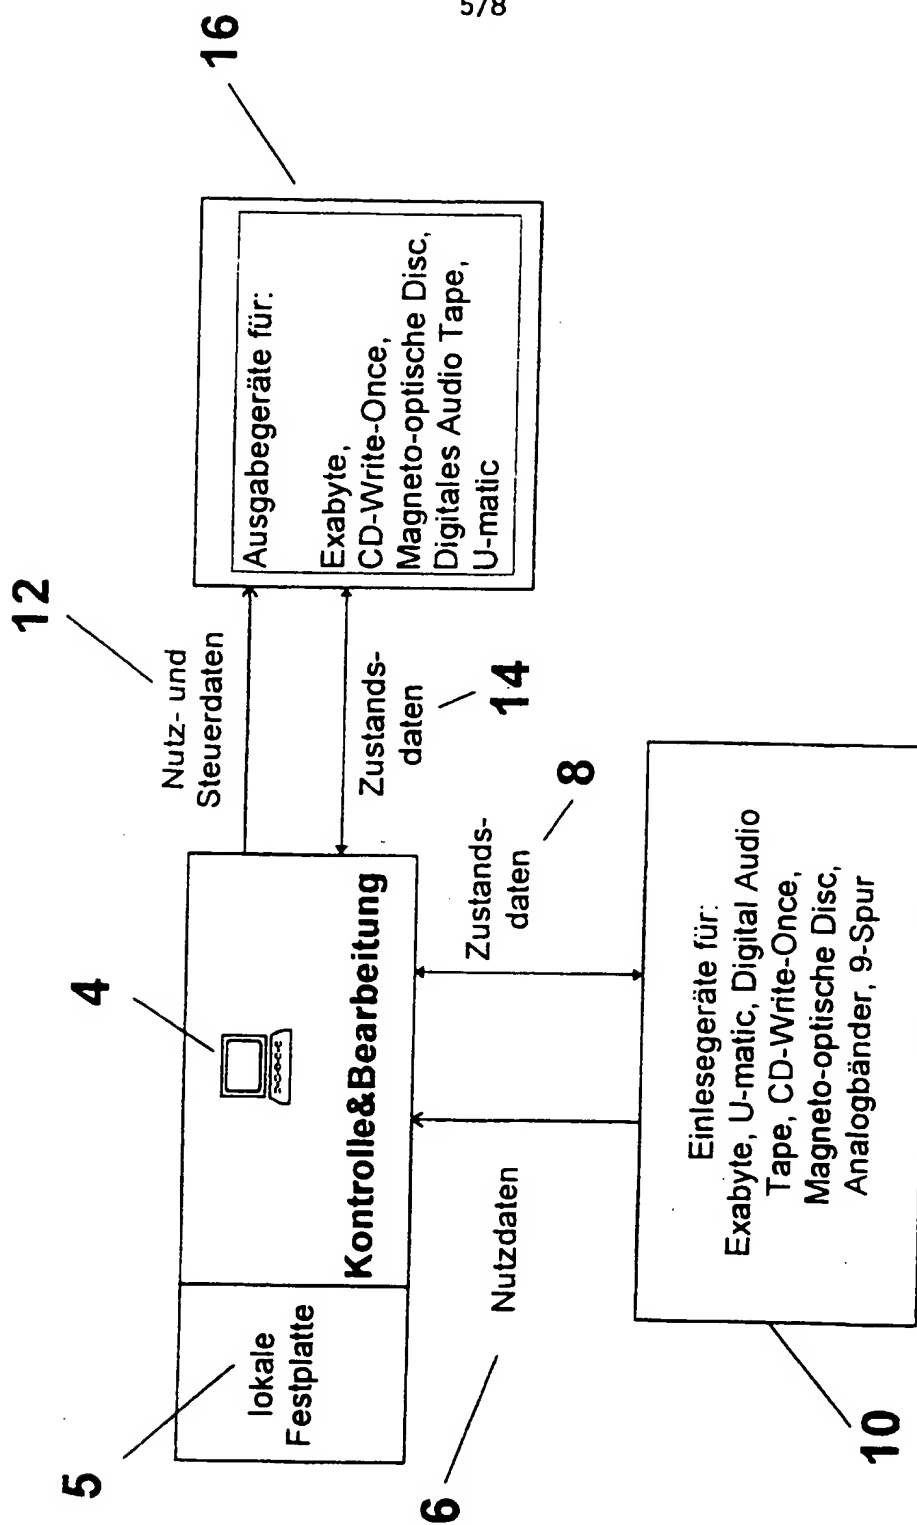 5/8
5
lokale
Festplatte
4
Kontrolle&Bearbeitung
12
Nutz- und
Steuerdaten
Zustands-
daten
14
16
Ausgabegeräte für:
Exabyte,
CD-Write-Once,
Magneto-optische Disc,
Digitales Audio Tape,
U-matic
6
Nutzdaten
Zustands-
daten
8
10
Einlesegeräte für:
Exabyte, U-matic, Digital Audio
Tape, CD-Write-Once,
Magneto-optische Disc,
Analogbänder, 9-Spur